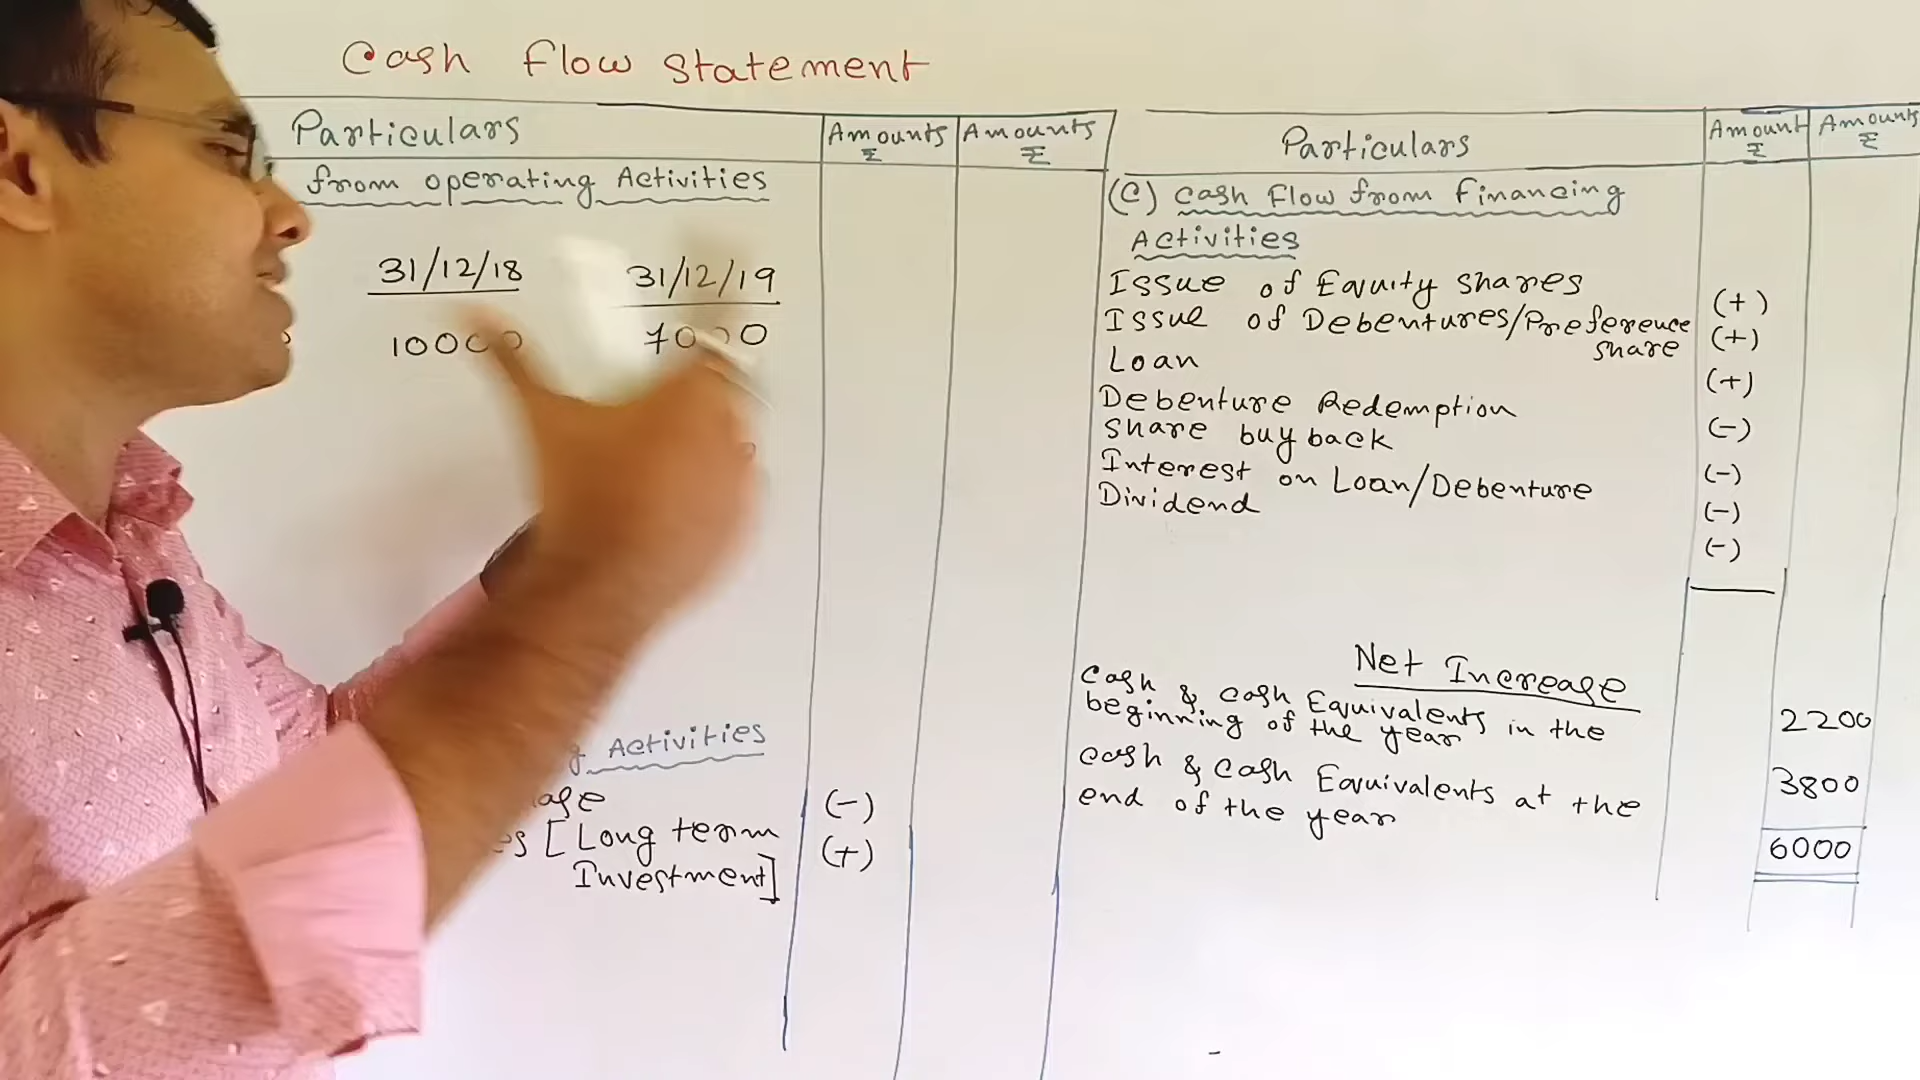 Cash Flow Statement
Particulars
Amounts ₹
Amounts ₹
from operating Activities
31/12/18 31/12/19
10000 7000
Activities
(-)
[Long term
Investment]
(+)
Particulars
Amount ₹
Amounts ₹
(C) Cash Flow from Financing
Activities
Issue of Equity shares (+)
Issue of Debentures/Preference share (+)
Loan (+)
Debenture Redemption (-)
Share buy back (-)
Interest on Loan/Debenture (-)
Dividend (-)
Net Increase 2200
Cash & cash Equivalents in the
beginning of the year 3800
Cash & cash Equivalents at the
end of the year 6000